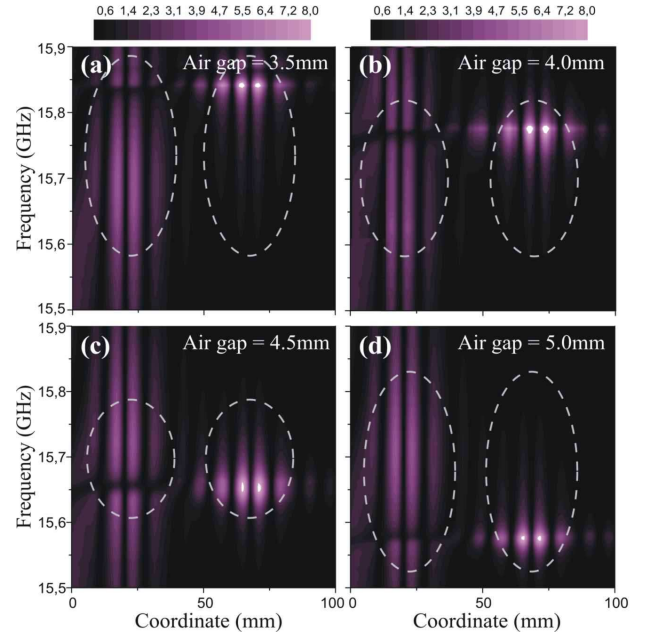 0,6 1,4 2,3 3,1 3,9 4,7 5,5 6,4 7,2 8,0
0,6 1,4 2,3 3,1 3,9 4,7 5,5 6,4 7,2 8,0
15,9
(a) Air gap = 3.5mm
(b) Air gap = 4.0mm
15,8
15,7
15,6
15,5
Frequency (GHz)
15,9
(c) Air gap = 4.5mm
(d) Air gap = 5.0mm
15,8
15,7
15,6
15,5
Frequency (GHz)
0 50 100 0 50 100
Coordinate (mm) Coordinate (mm)